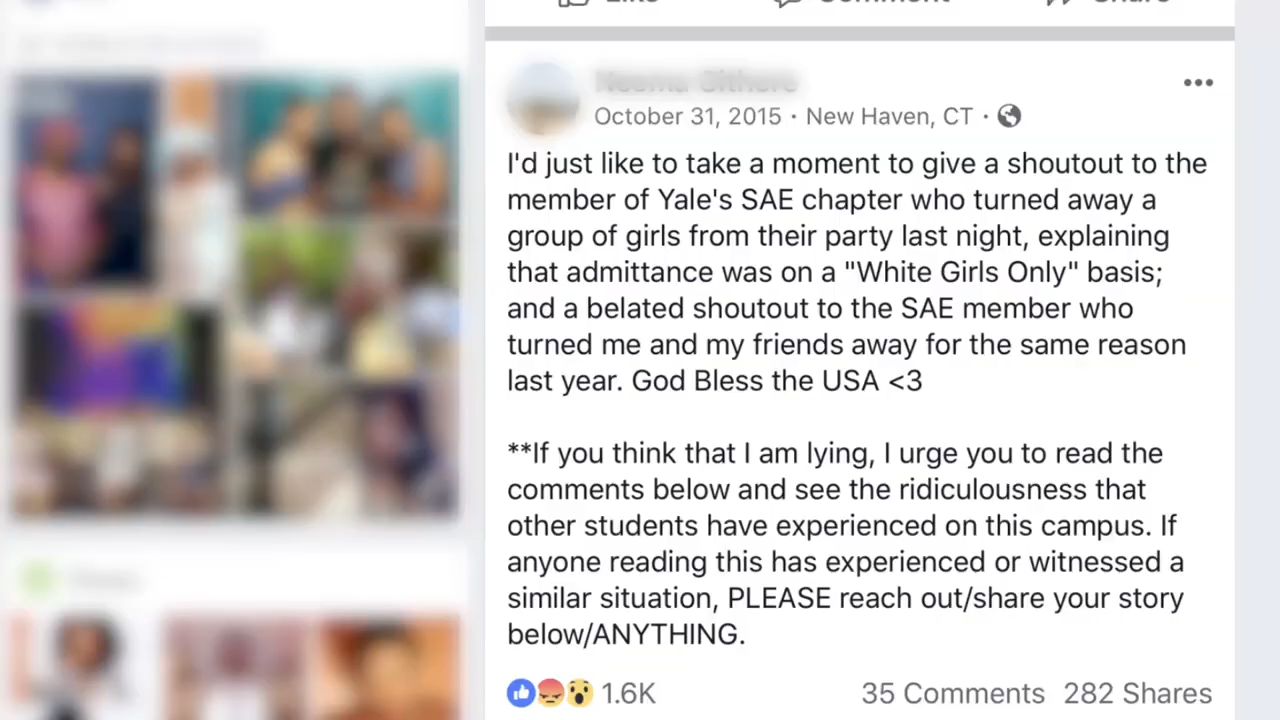 Like Comment Share
October 31, 2015 · New Haven, CT ·
I'd just like to take a moment to give a shoutout to the
member of Yale's SAE chapter who turned away a
group of girls from their party last night, explaining
that admittance was on a "White Girls Only" basis;
and a belated shoutout to the SAE member who
turned me and my friends away for the same reason
last year. God Bless the USA <3
**If you think that I am lying, I urge you to read the
comments below and see the ridiculousness that
other students have experienced on this campus. If
anyone reading this has experienced or witnessed a
similar situation, PLEASE reach out/share your story
below/ANYTHING.
1.6K 35 Comments 282 Shares